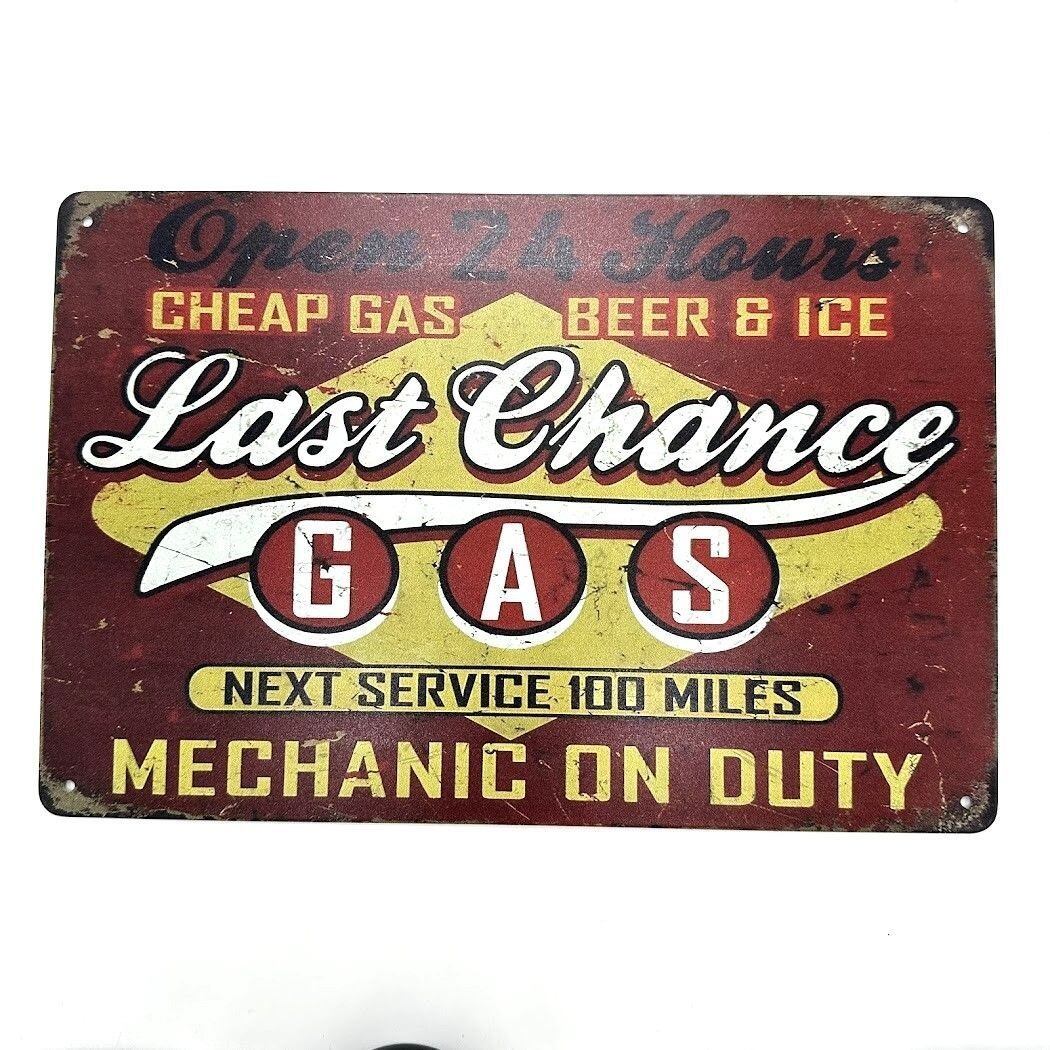 Open 24 Hours
CHEAP GAS BEER & ICE
Last Chance
GAS
NEXT SERVICE 100 MILES
MECHANIC ON DUTY